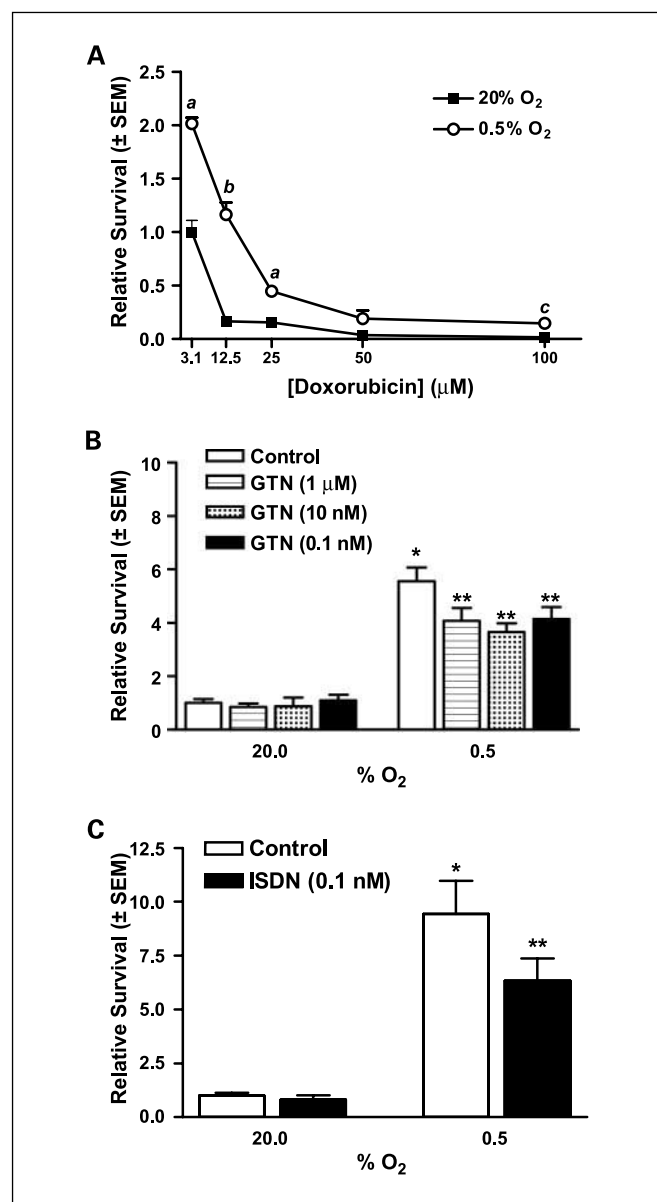 A
Relative Survival (± SEM)
2.5
2.0
1.5
1.0
0.5
0.0
a
b
a
c
20% O₂
0.5% O₂
3.1 12.5 25 50 100
[Doxorubicin] (μM)
B
Relative Survival (± SEM)
10
8
6
4
2
0
Control
GTN (1 μM)
GTN (10 nM)
GTN (0.1 nM)
* ** ** **
20.0 0.5
% O₂
C
Relative Survival (± SEM)
12.5
10.0
7.5
5.0
2.5
0.0
Control
ISDN (0.1 nM)
* **
20.0 0.5
% O₂